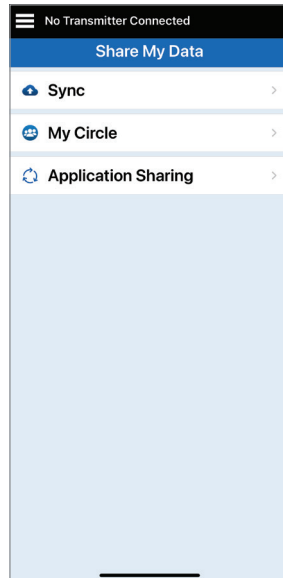 No Transmitter Connected
Share My Data
Sync
My Circle
Application Sharing